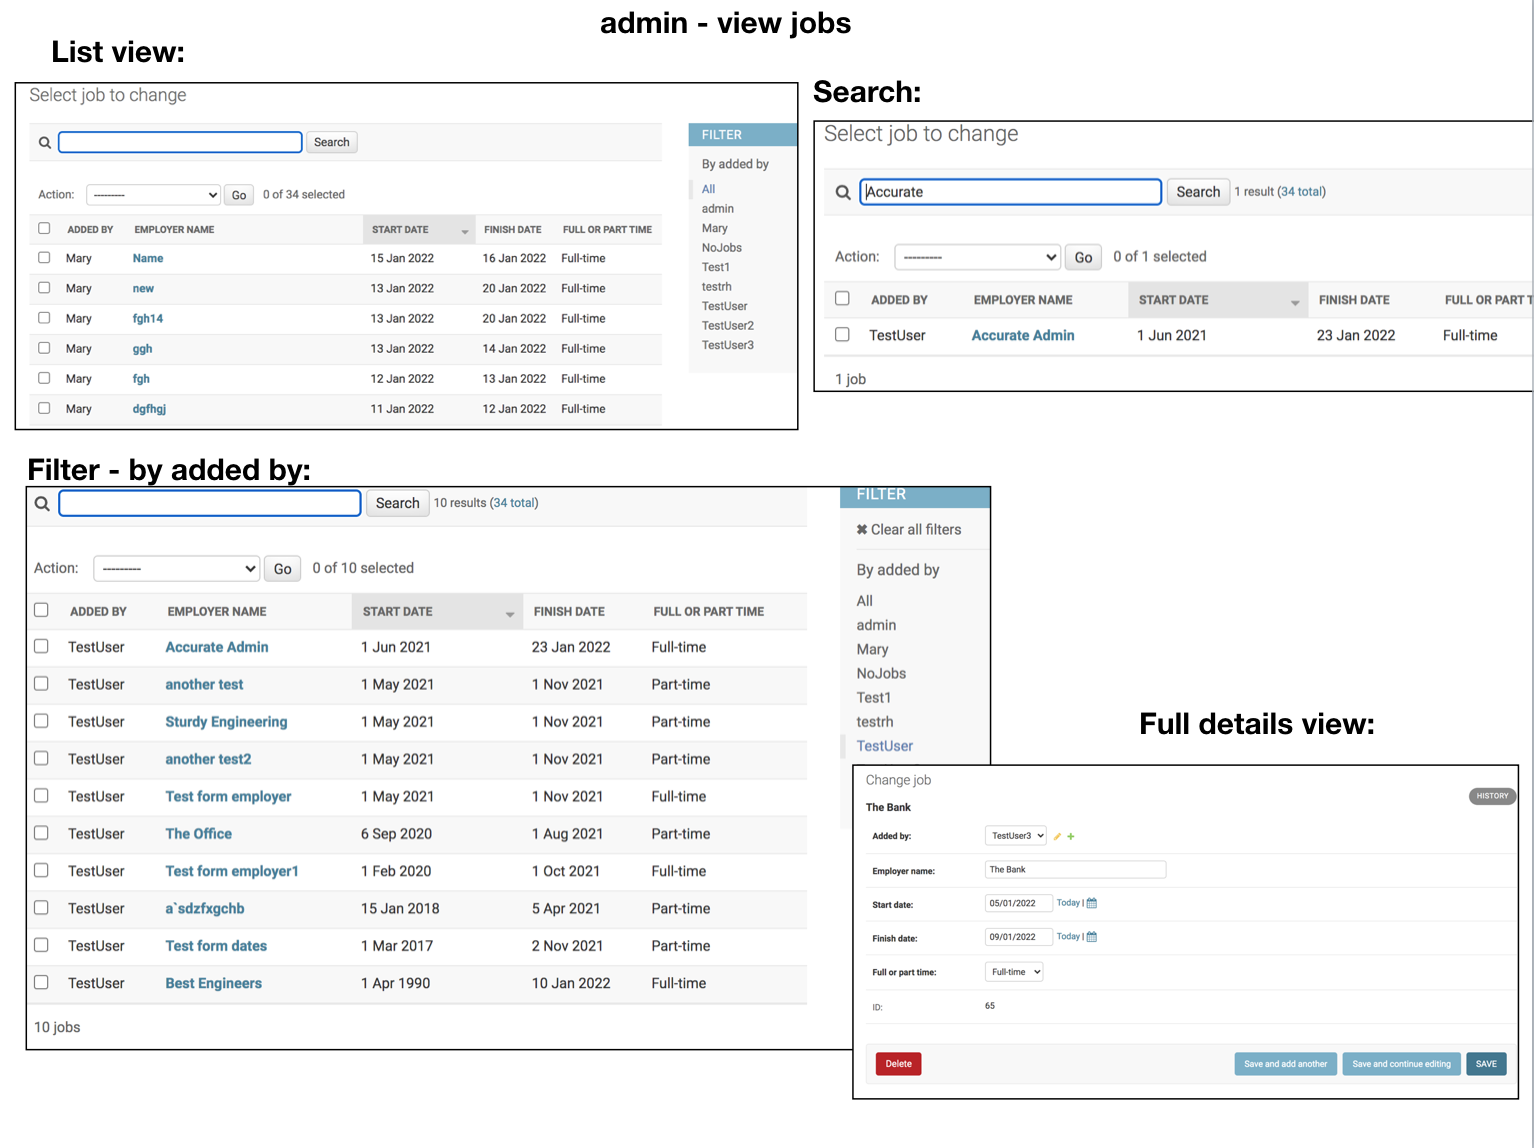 admin - view jobs
List view:
Select job to change
Search
Action: --------- Go 0 of 34 selected
ADDED BY EMPLOYER NAME START DATE FINISH DATE FULL OR PART TIME
Mary Name 15 Jan 2022 16 Jan 2022 Full-time
Mary new 13 Jan 2022 20 Jan 2022 Full-time
Mary fgh14 13 Jan 2022 20 Jan 2022 Full-time
Mary ggh 13 Jan 2022 14 Jan 2022 Full-time
Mary fgh 12 Jan 2022 13 Jan 2022 Full-time
Mary dgfhgj 11 Jan 2022 12 Jan 2022 Full-time
FILTER
By added by
All
admin
Mary
NoJobs
Test1
testrh
TestUser
TestUser2
TestUser3
Search:
Select job to change
Accurate Search 1 result (34 total)
Action: --------- Go 0 of 1 selected
ADDED BY EMPLOYER NAME START DATE FINISH DATE FULL OR PART T
TestUser Accurate Admin 1 Jun 2021 23 Jan 2022 Full-time
1 job
Filter - by added by:
Search 10 results (34 total)
Action: --------- Go 0 of 10 selected
ADDED BY EMPLOYER NAME START DATE FINISH DATE FULL OR PART TIME
TestUser Accurate Admin 1 Jun 2021 23 Jan 2022 Full-time
TestUser another test 1 May 2021 1 Nov 2021 Part-time
TestUser Sturdy Engineering 1 May 2021 1 Nov 2021 Part-time
TestUser another test2 1 May 2021 1 Nov 2021 Part-time
TestUser Test form employer 1 May 2021 1 Nov 2021 Full-time
TestUser The Office 6 Sep 2020 1 Aug 2021 Part-time
TestUser Test form employer1 1 Feb 2020 1 Oct 2021 Full-time
TestUser a`sdzfxgchb 15 Jan 2018 5 Apr 2021 Part-time
TestUser Test form dates 1 Mar 2017 2 Nov 2021 Part-time
TestUser Best Engineers 1 Apr 1990 10 Jan 2022 Full-time
10 jobs
FILTER
✖ Clear all filters
By added by
All
admin
Mary
NoJobs
Test1
testrh
TestUser
Full details view:
Change job
HISTORY
The Bank
Added by: TestUser3
Employer name: The Bank
Start date: 05/01/2022 Today |
Finish date: 09/01/2022 Today |
Full or part time: Full-time
ID: 65
Delete Save and add another Save and continue editing SAVE